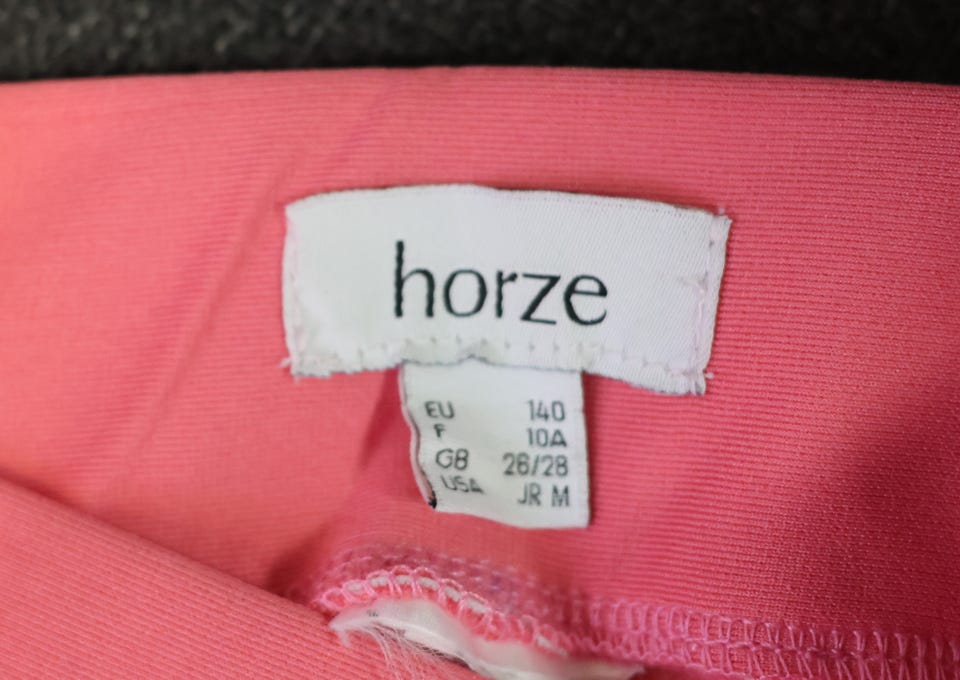 horze
EU 140
F 10A
GB 26/28
USA JR M